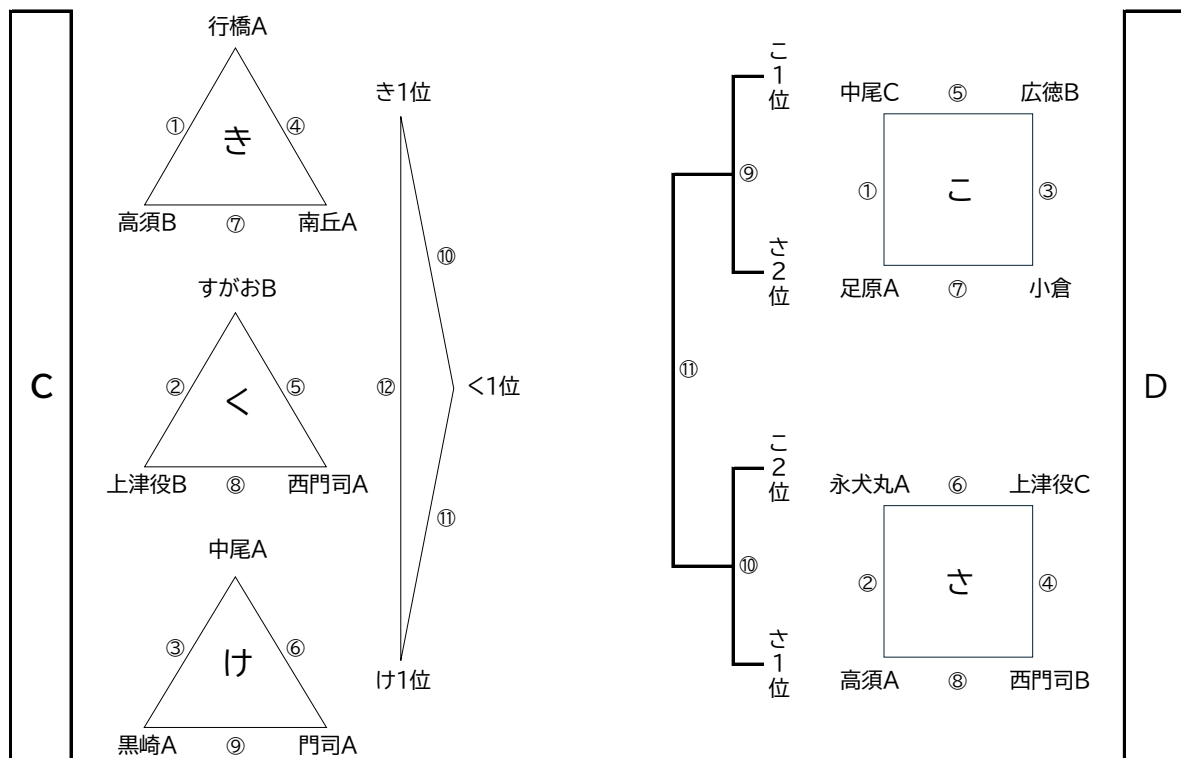 C
行橋A
①
④
き
高須B
⑦
南丘A
すがおB
②
⑤
く
上津役B
⑧
西門司A
中尾A
③
⑥
け
黒崎A
⑨
門司A
き1位
⑩
⑫
く1位
⑪
け1位
こ1位
⑨
さ2位
⑪
こ2位
⑩
さ1位
中尾C
⑤
広徳B
①
こ
③
足原A
⑦
小倉
永犬丸A
⑥
上津役C
②
さ
④
高須A
⑧
西門司B
D